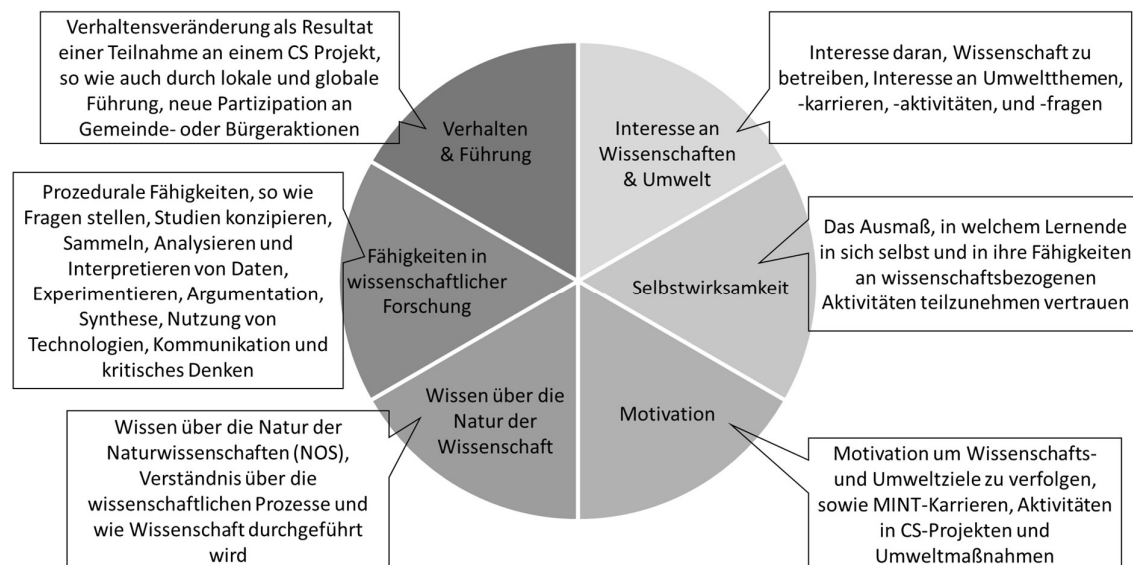 Verhaltensveränderung als Resultat
einer Teilnahme an einem CS Projekt,
so wie auch durch lokale und globale
Führung, neue Partizipation an
Gemeinde- oder Bürgeraktionen
Verhalten
& Führung
Interesse an
Wissenschaften
& Umwelt
Interesse daran, Wissenschaft zu
betreiben, Interesse an Umweltthemen,
-karrieren, -aktivitäten, und -fragen
Prozedurale Fähigkeiten, so wie
Fragen stellen, Studien konzipieren,
Sammeln, Analysieren und
Interpretieren von Daten,
Experimentieren, Argumentation,
Synthese, Nutzung von
Technologien, Kommunikation und
kritisches Denken
Fähigkeiten in
wissenschaftlicher
Forschung
Selbstwirksamkeit
Das Ausmaß, in welchem Lernende
in sich selbst und in ihre Fähigkeiten
an wissenschaftsbezogenen
Aktivitäten teilzunehmen vertrauen
Wissen über die Natur der
Naturwissenschaften (NOS),
Verständnis über die
wissenschaftlichen Prozesse und
wie Wissenschaft durchgeführt
wird
Wissen über die
Natur der
Wissenschaft
Motivation
Motivation um Wissenschafts-
und Umweltziele zu verfolgen,
sowie MINT-Karrieren, Aktivitäten
in CS-Projekten und
Umweltmaßnahmen